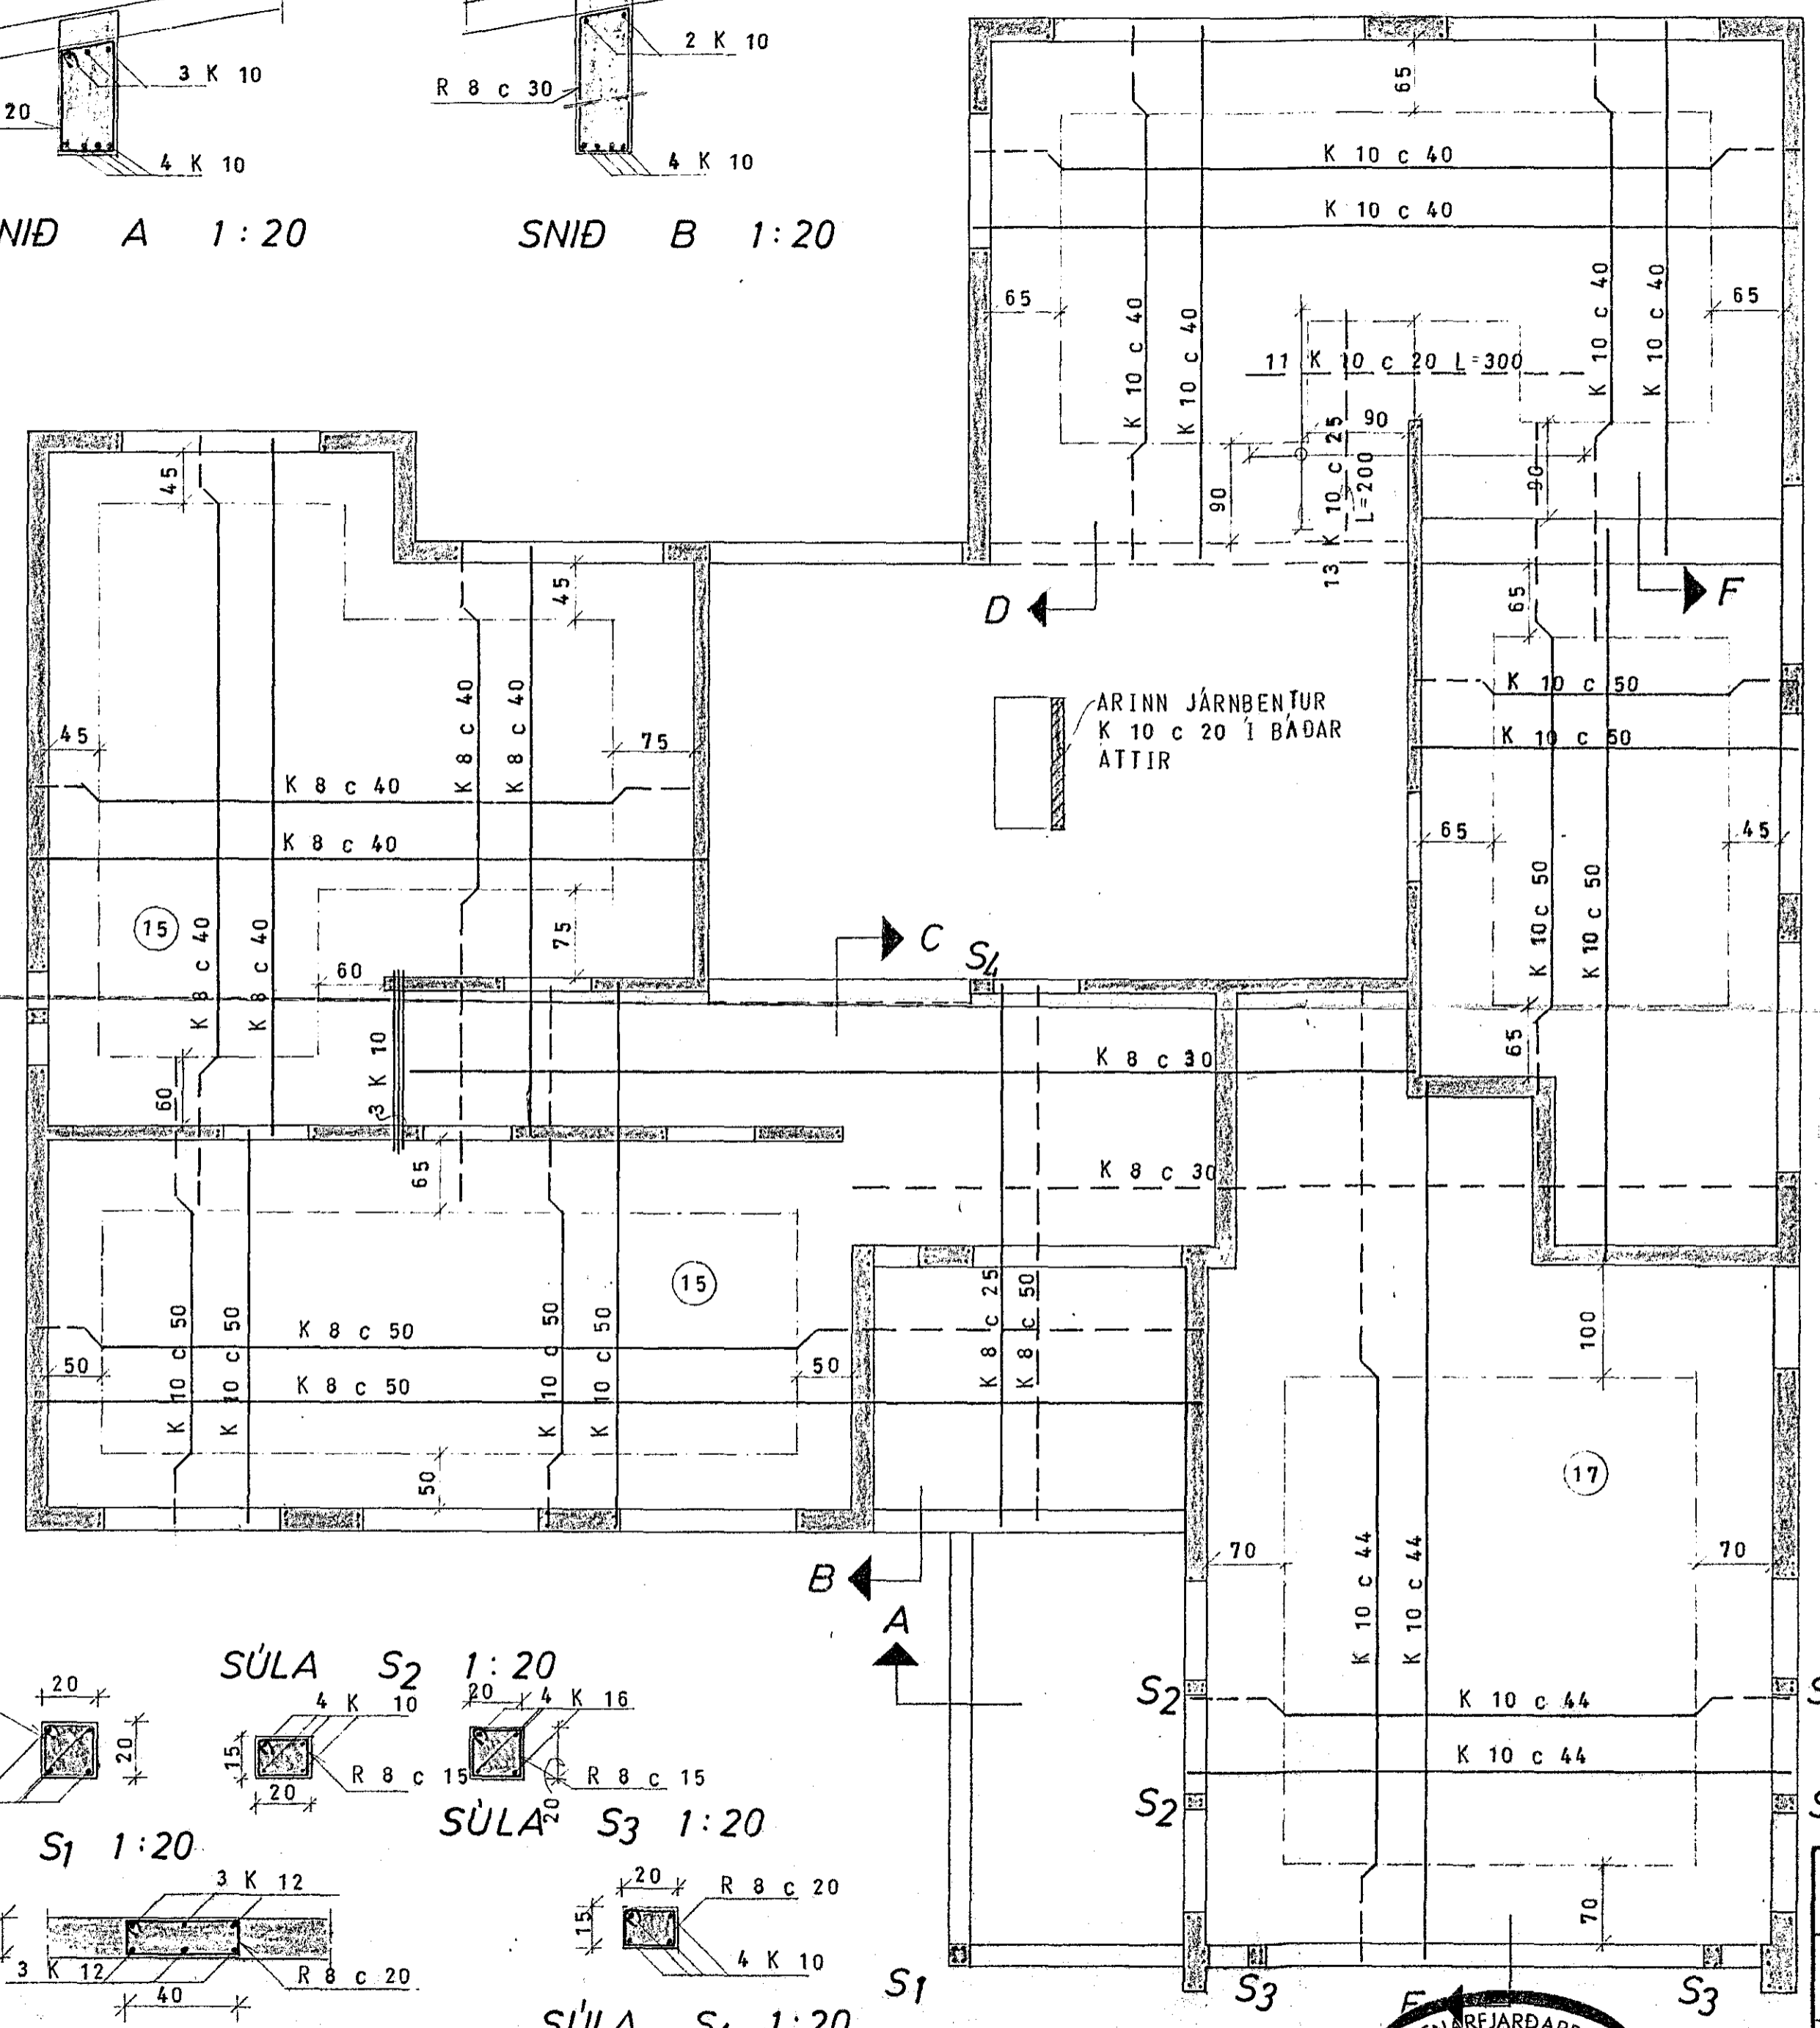 3 K 10
20
4 K 10
NIÐ A 1:20
2 K 10
R 8 c 30
4 K 10
SNIÐ B 1:20
65
K 10 c 40
K 10 c 40
65
65
K 10 c 40
K 10 c 40
K 10 c 40
K 10 c 40
11 K 10 c 20 L=300
90
13 K 10 c 25
L=200
90
90
D
F
45
45
45
75
K 8 c 40
K 8 c 40
K 8 c 40
K 8 c 40
K 8 c 40
K 8 c 40
15
60
75
60
3 K 10
ARINN JÁRNBENTUR
K 10 c 20 Í BÁÐAR
ÁTTIR
65
K 10 c 50
K 10 c 50
65
45
K 10 c 50
K 10 c 50
65
C
S4
K 8 c 30
K 8 c 30
65
15
K 10 c 50
K 10 c 50
K 8 c 50
K 8 c 50
K 10 c 50
K 10 c 50
50
50
50
K 8 c 25
K 8 c 50
100
17
70
70
K 10 c 44
K 10 c 44
K 10 c 44
K 10 c 44
70
B
A
S2
S2
S1
S3
S3
SÚLA S2 1:20
20
20
4 K 10
15
20
R 8 c 15
20
4 K 16
20
R 8 c 15
SÚLA S3 1:20
S1 1:20
3 K 12
3 K 12
R 8 c 20
40
20
R 8 c 20
15
4 K 10
SÚLA S4 1:20